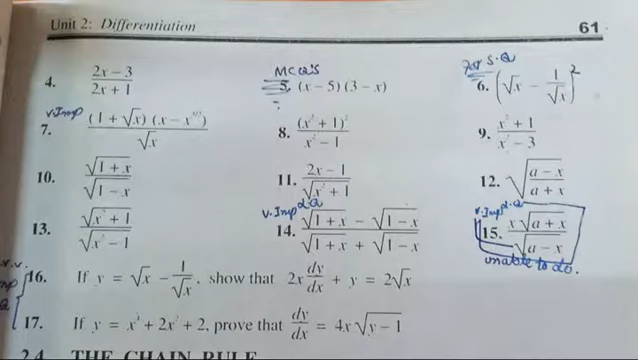 Unit 2: Differentiation 61
MCQ'S For S.Q
4. (2x − 3)/(2x + 1) 5. (x − 5) (3 − x) 6. (√x − 1/√x)²
v.Imp
7. ((1 + √x) (x − x^(3/2)))/√x 8. (x² + 1)²/(x² − 1) 9. (x² + 1)/(x² − 3)
10. √(1 + x)/√(1 − x) 11. (2x − 1)/√(x² + 1) 12. √((a − x)/(a + x))
v.Imp L.Q v.Imp L.Q
13. √(x² + 1)/√(x² − 1) 14. (√(1 + x) − √(1 − x))/(√(1 + x) + √(1 − x)) 15. x√(a + x)/√(a − x)
unable to do.
v.v.
16. If y = √x − 1/√x, show that 2x dy/dx + y = 2√x
17. If y = x⁴ + 2x² + 2, prove that dy/dx = 4x√(y − 1)
2.4 THE CHAIN RULE